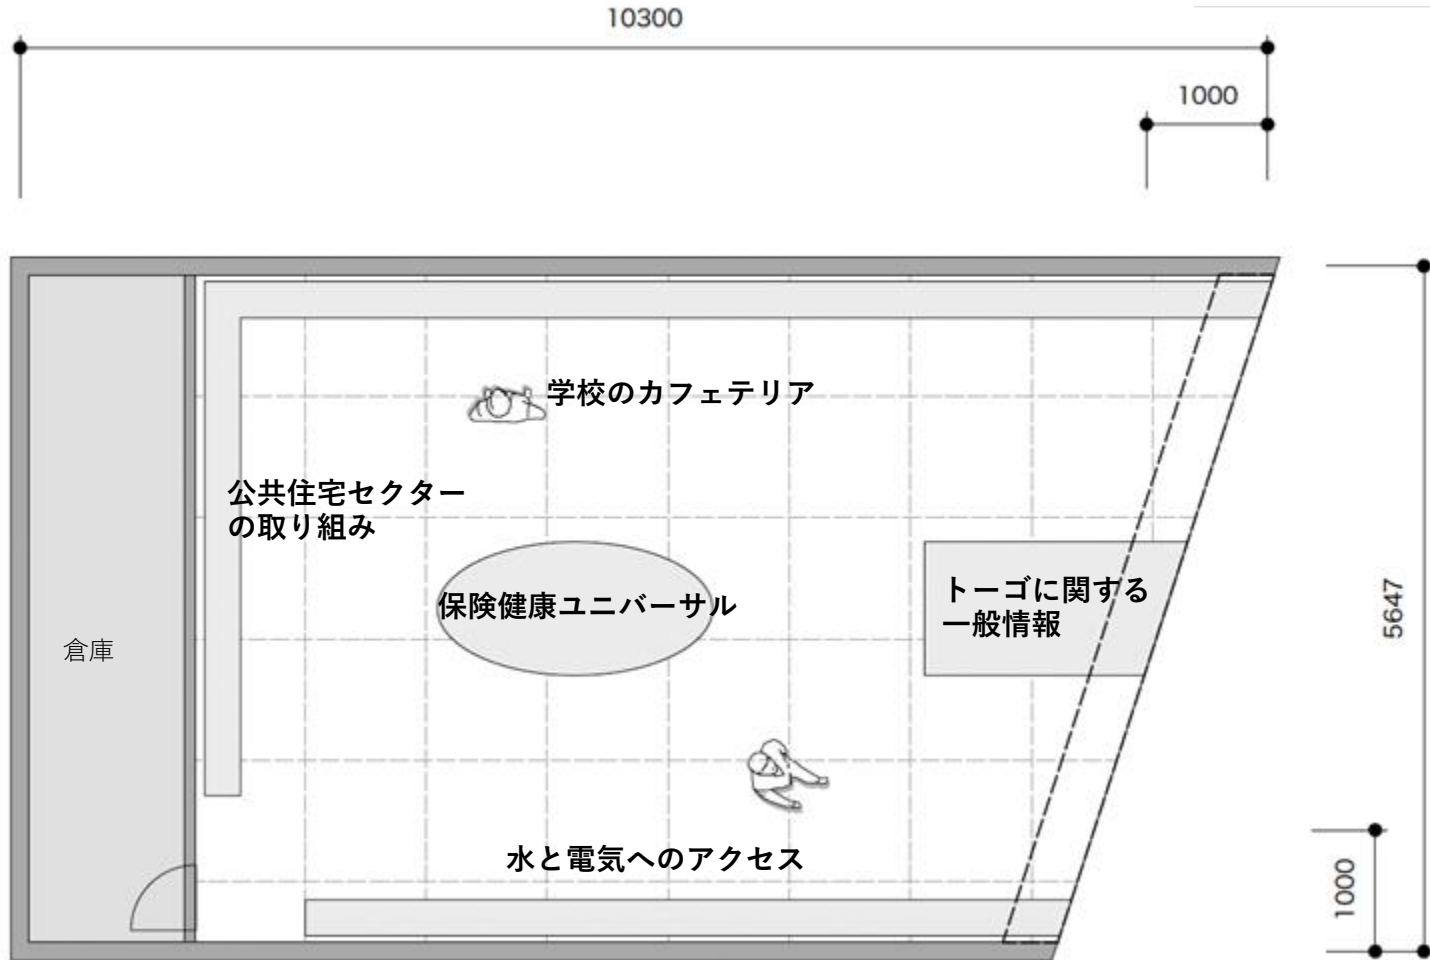 10300
1000
学校のカフェテリア
公共住宅セクター
の取り組み
保険健康ユニバーサル
トーゴに関する
一般情報
5647
倉庫
水と電気へのアクセス
1000